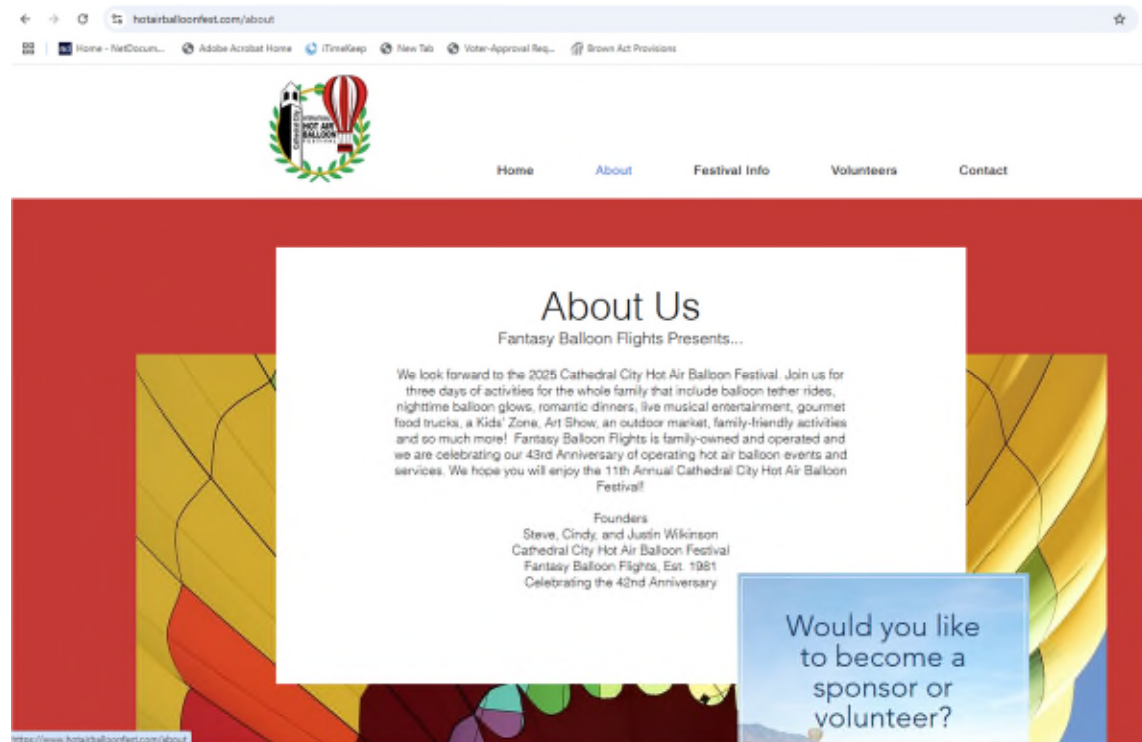 hotairballoonfest.com/about
Home - NetDocum... Adobe Acrobat Home iTimeKeep New Tab Voter-Approval Req... Brown Act Provisions
Cathedral City
INTERNATIONAL
HOT AIR
BALLOON
FESTIVAL
Home About Festival Info Volunteers Contact
About Us
Fantasy Balloon Flights Presents...
We look forward to the 2025 Cathedral City Hot Air Balloon Festival. Join us for
three days of activities for the whole family that include balloon tether rides,
nighttime balloon glows, romantic dinners, live musical entertainment, gourmet
food trucks, a Kids' Zone, Art Show, an outdoor market, family-friendly activities
and so much more! Fantasy Balloon Flights is family-owned and operated and
we are celebrating our 43rd Anniversary of operating hot air balloon events and
services. We hope you will enjoy the 11th Annual Cathedral City Hot Air Balloon
Festival!
Founders
Steve, Cindy, and Justin Wilkinson
Cathedral City Hot Air Balloon Festival
Fantasy Balloon Flights, Est. 1981
Celebrating the 42nd Anniversary
Would you like
to become a
sponsor or
volunteer?
https://www.hotairballoonfest.com/about